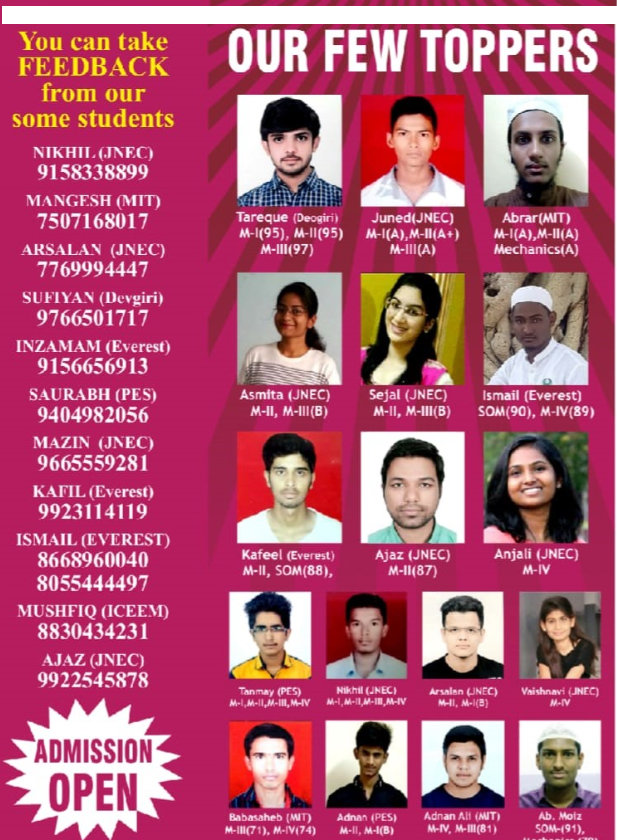 You can take
FEEDBACK
from our
some students
NIKHIL (JNEC)
9158338899
MANGESH (MIT)
7507168017
ARSALAN (JNEC)
7769994447
SUFIYAN (Devgiri)
9766501717
INZAMAM (Everest)
9156656913
SAURABH (PES)
9404982056
MAZIN (JNEC)
9665559281
KAFIL (Everest)
9923114119
ISMAIL (EVEREST)
8668960040
8055444497
MUSHFIQ (ICEEM)
8830434231
AJAZ (JNEC)
9922545878
ADMISSION
OPEN
OUR FEW TOPPERS
Tareque (Deogiri)
M-I(95), M-II(95)
M-III(97)
Juned(JNEC)
M-I(A),M-II(A+)
M-III(A)
Abrar(MIT)
M-I(A),M-II(A)
Mechanics(A)
Asmita (JNEC)
M-II, M-III(B)
Sejal (JNEC)
M-II, M-III(B)
Ismail (Everest)
SOM(90), M-IV(89)
Kafeel (Everest)
M-II, SOM(88),
Ajaz (JNEC)
M-II(87)
Anjali (JNEC)
M-IV
Tanmay (PES)
M-I,M-II,M-III,M-IV
Nikhil (JNEC)
M-I,M-II,M-III,M-IV
Arsalan (JNEC)
M-II, M-I(B)
Vaishnavi (JNEC)
M-IV
Babasaheb (MIT)
M-III(71), M-IV(74)
Adnan (PES)
M-II, M-I(B)
Adnan Ali (MIT)
M-IV, M-III(81)
Ab. Moiz
SOM-(91),